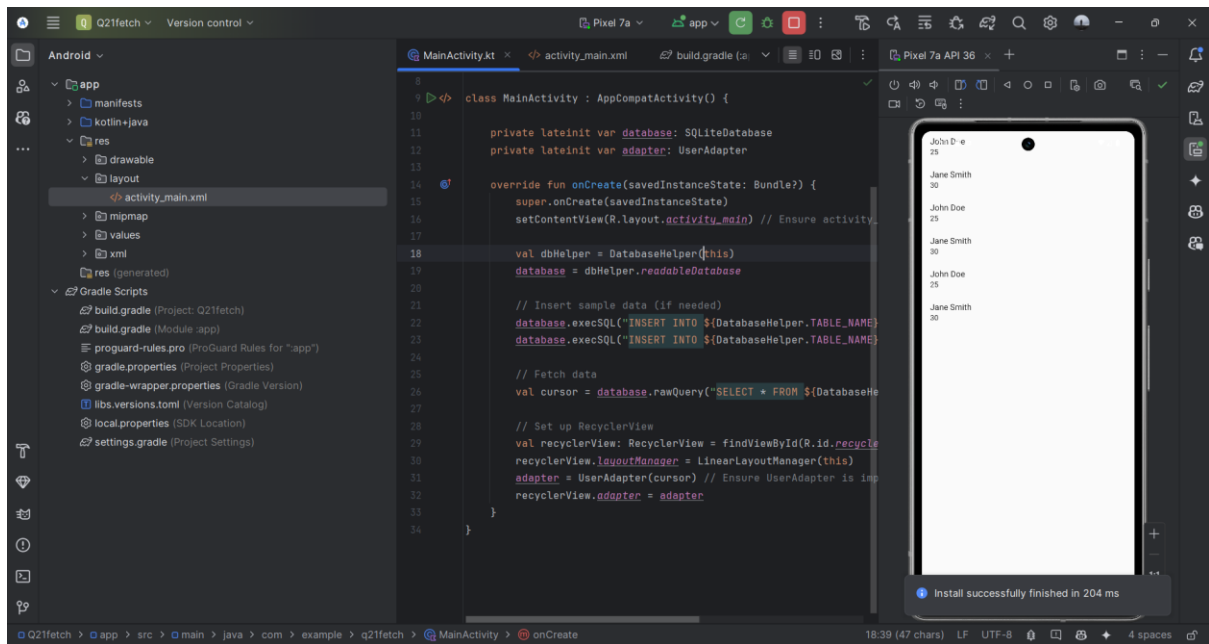 Q21fetch
Version control
Pixel 7a
app
Android
app
manifests
kotlin+java
res
drawable
layout
activity_main.xml
mipmap
values
xml
res (generated)
Gradle Scripts
build.gradle (Project: Q21fetch)
build.gradle (Module :app)
proguard-rules.pro (ProGuard Rules for ":app")
gradle.properties (Project Properties)
gradle-wrapper.properties (Gradle Version)
libs.versions.toml (Version Catalog)
local.properties (SDK Location)
settings.gradle (Project Settings)
MainActivity.kt
activity_main.xml
build.gradle (:a
8
9 class MainActivity : AppCompatActivity() {
10
11 private lateinit var database: SQLiteDatabase
12 private lateinit var adapter: UserAdapter
13
14 override fun onCreate(savedInstanceState: Bundle?) {
15 super.onCreate(savedInstanceState)
16 setContentView(R.layout.activity_main) // Ensure activity_
17
18 val dbHelper = DatabaseHelper(this)
19 database = dbHelper.readableDatabase
20
21 // Insert sample data (if needed)
22 database.execSQL("INSERT INTO ${DatabaseHelper.TABLE_NAME}
23 database.execSQL("INSERT INTO ${DatabaseHelper.TABLE_NAME}
24
25 // Fetch data
26 val cursor = database.rawQuery("SELECT * FROM ${DatabaseHe
27
28 // Set up RecyclerView
29 val recyclerView: RecyclerView = findViewById(R.id.recycle
30 recyclerView.layoutManager = LinearLayoutManager(this)
31 adapter = UserAdapter(cursor) // Ensure UserAdapter is imp
32 recyclerView.adapter = adapter
33 }
34 }
Pixel 7a API 36
John
25
Jane Smith
30
John Doe
25
Jane Smith
30
John Doe
25
Jane Smith
30
Install successfully finished in 204 ms
Q21fetch > app > src > main > java > com > example > q21fetch > MainActivity > onCreate
18:39 (47 chars) LF UTF-8 4 spaces